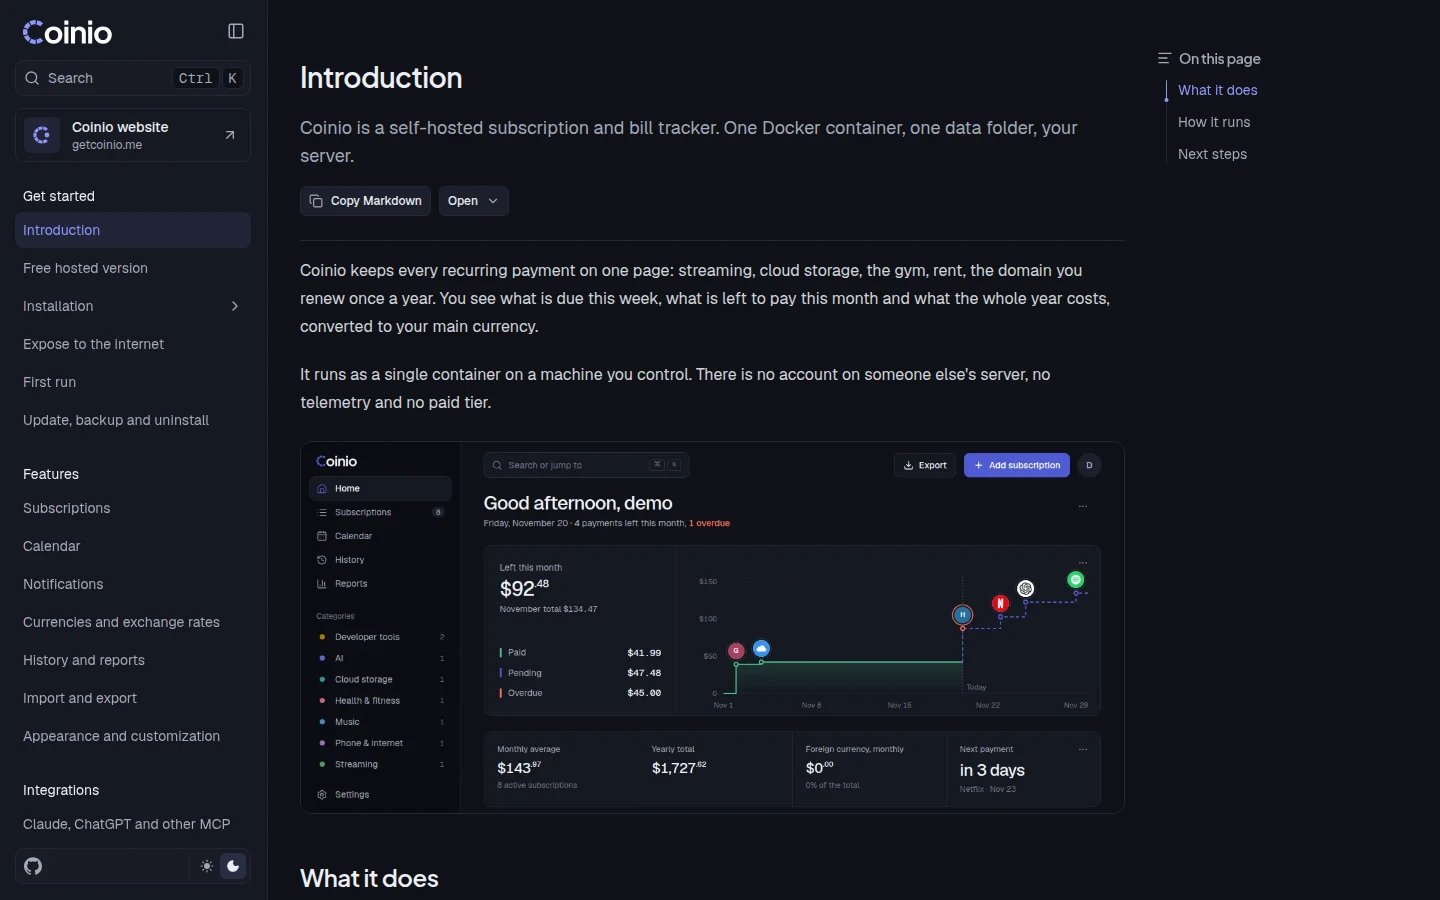 Coinio
Search
Ctrl K
Coinio website
getcoinio.me
Get started
Introduction
Free hosted version
Installation
Expose to the internet
First run
Update, backup and uninstall
Features
Subscriptions
Calendar
Notifications
Currencies and exchange rates
History and reports
Import and export
Appearance and customization
Integrations
Claude, ChatGPT and other MCP
Introduction
Coinio is a self-hosted subscription and bill tracker. One Docker container, one data folder, your
server.
Copy Markdown
Open
Coinio keeps every recurring payment on one page: streaming, cloud storage, the gym, rent, the domain you
renew once a year. You see what is due this week, what is left to pay this month and what the whole year costs,
converted to your main currency.
It runs as a single container on a machine you control. There is no account on someone else's server, no
telemetry and no paid tier.
Coinio
Home
Subscriptions 8
Calendar
History
Reports
Categories
Developer tools 2
AI 1
Cloud storage 1
Health & fitness 1
Music 1
Phone & internet 1
Streaming 1
Settings
Search or jump to
⌘ K
Export
+ Add subscription
D
Good afternoon, demo
Friday, November 20 · 4 payments left this month, 1 overdue
Left this month
$92.48
November total $134.47
Paid $41.99
Pending $47.48
Overdue $45.00
$150
$100
$50
0
G
H
N
Today
Nov 1
Nov 8
Nov 15
Nov 22
Nov 29
Monthly average
$143.97
8 active subscriptions
Yearly total
$1,727.62
Foreign currency, monthly
$0.00
0% of the total
Next payment
in 3 days
Netflix · Nov 23
What it does
On this page
What it does
How it runs
Next steps